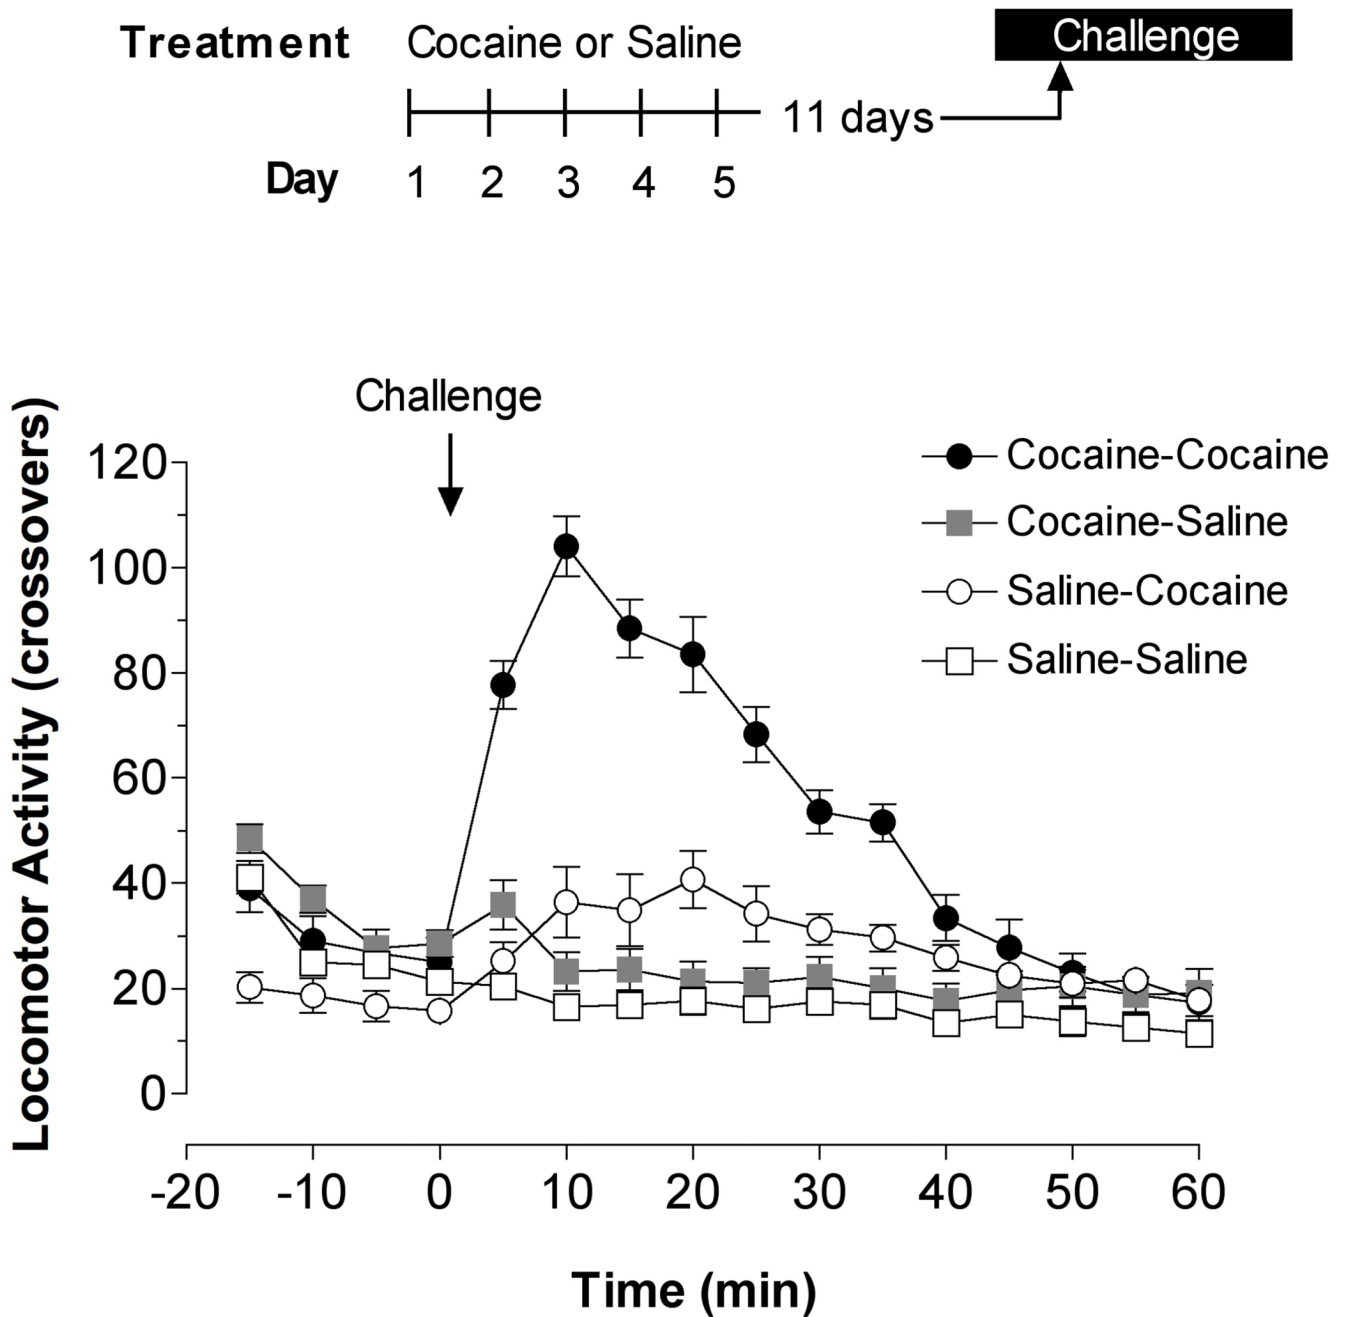 Treatment Cocaine or Saline Challenge
11 days
Day 1 2 3 4 5
Challenge
Locomotor Activity (crossovers)
120
100
80
60
40
20
0
Cocaine-Cocaine
Cocaine-Saline
Saline-Cocaine
Saline-Saline
-20 -10 0 10 20 30 40 50 60
Time (min)